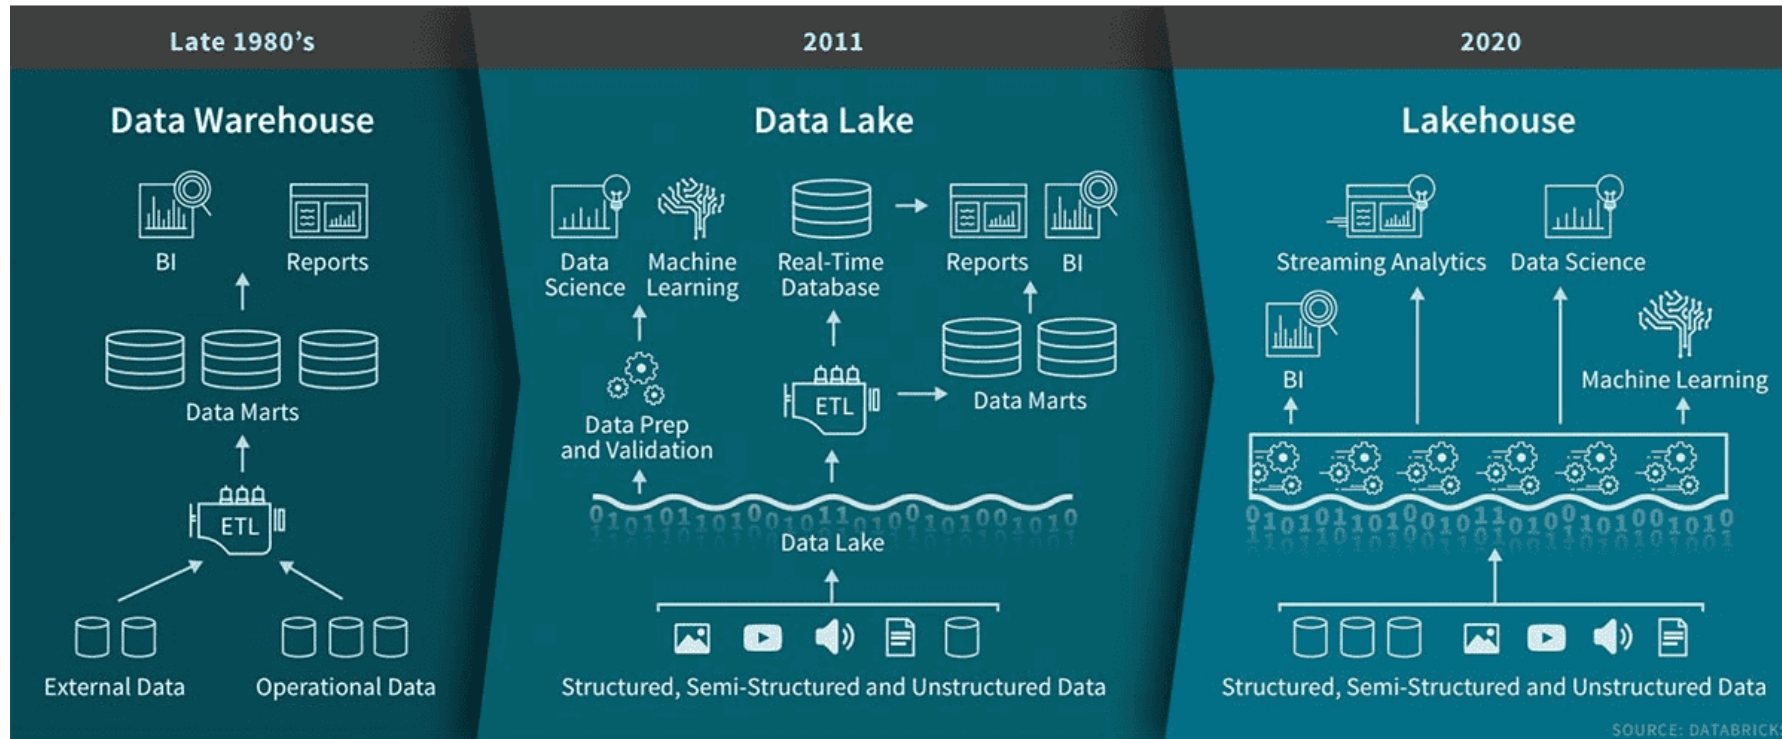 Late 1980's
Data Warehouse
BI
Reports
Data Marts
ETL
External Data
Operational Data
2011
Data Lake
Data
Science
Machine
Learning
Real-Time
Database
Reports
BI
Data Prep
and Validation
ETL
Data Marts
Data Lake
Structured, Semi-Structured and Unstructured Data
2020
Lakehouse
Streaming Analytics
Data Science
BI
Machine Learning
Structured, Semi-Structured and Unstructured Data
SOURCE: DATABRICKS